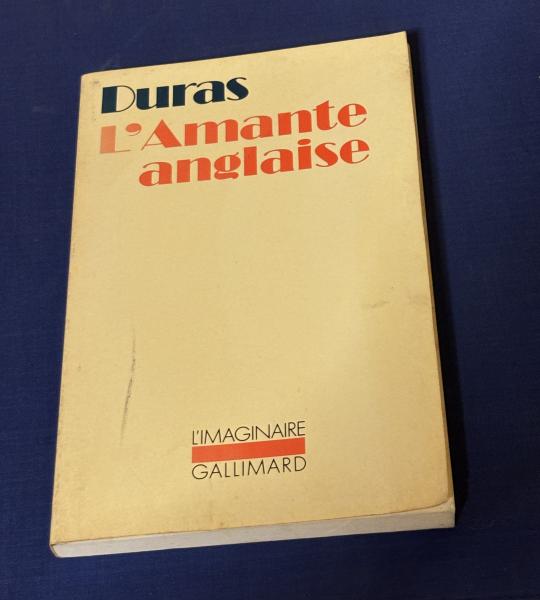 Duras
L'Amante
anglaise
L'IMAGINAIRE
GALLIMARD